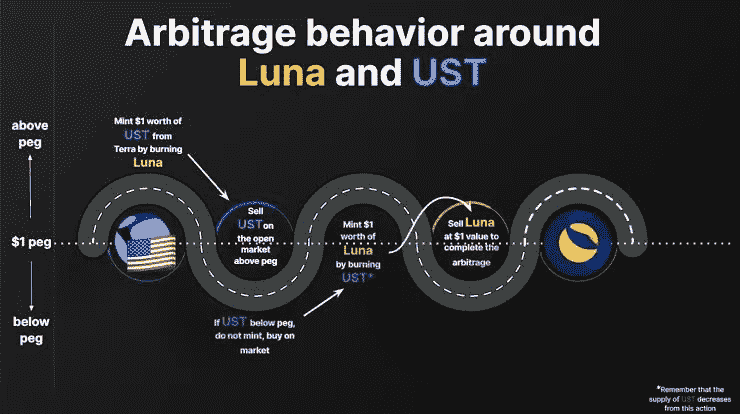 Arbitrage behavior around
Luna and UST
above
peg
$1 peg
below
peg
Mint $1 worth of
UST from
Terra by burning
Luna
Sell
UST on
the open
market
above peg
If UST below peg,
do not mint, buy on
market
Mint $1
worth of
Luna
by burning
UST*
Sell Luna
at $1 value to
complete the
arbitrage
*Remember that the
supply of UST decreases
from this action